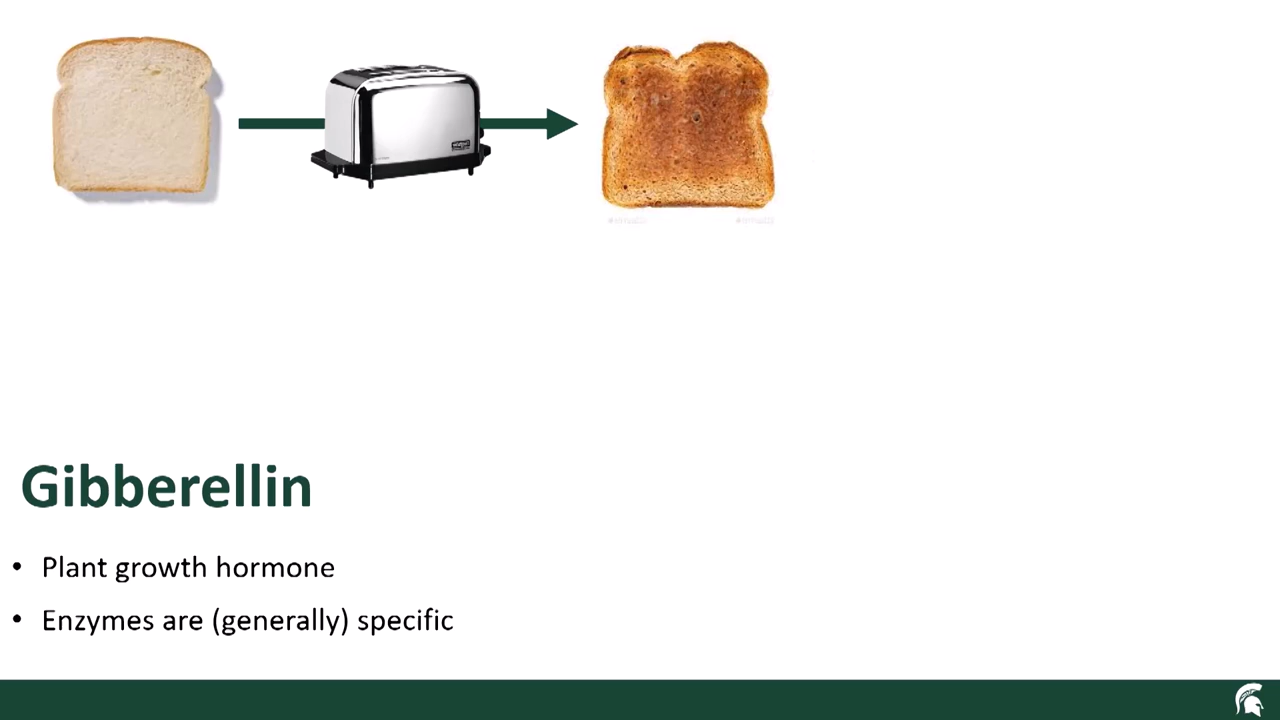 Gibberellin
• Plant growth hormone
• Enzymes are (generally) specific